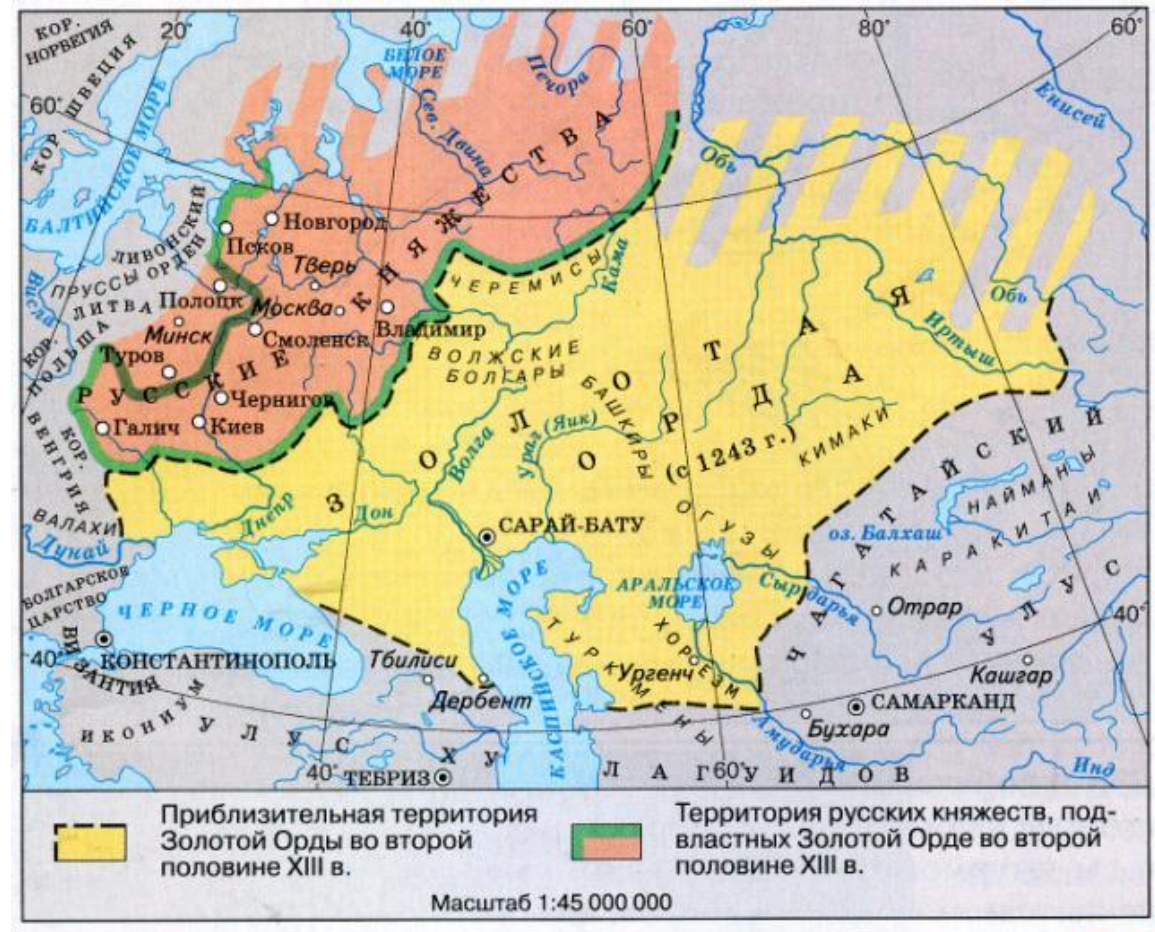 КОР. НОРВЕГИЯ
КОР. ШВЕЦИЯ
20°
40°
60°
80°
60°
60°
БЕЛОЕ МОРЕ
Печора
Сев. Двина
Енисей
Обь
БАЛТИЙСКОЕ МОРЕ
Новгород
Псков
ЛИВОНСКИЙ ОРДЕН
ПРУССЫ
ЛИТВА
Висла
КОР. ПОЛЬША
Тверь
Полоцк
Москва
Минск
Смоленск
Владимир
Туров
РУССКИЕ КНЯЖЕСТВА
Чернигов
Галич
Киев
КОР. ВЕНГРИЯ
ЧЕРЕМИСЫ
Кама
ВОЛЖСКИЕ БОЛГАРЫ
БАШКИРЫ
Волга
Урал (Яик)
ЗОЛОТАЯ ОРДА
(с 1243 г.)
КИМАКИ
Обь
Иртыш
ОГУЗЫ
Днепр
Дон
САРАЙ-БАТУ
ВАЛАХИ
Дунай
БОЛГАРСКОЕ ЦАРСТВО
ЧЕРНОЕ МОРЕ
КОНСТАНТИНОПОЛЬ
ВИЗАНТИЯ
ИКОНИУМ
40°
Тбилиси
Дербент
КАСПИЙСКОЕ МОРЕ
АРАЛЬСКОЕ МОРЕ
Сырдарья
ХОРЕЗМ
Ургенч
ТУРКМЕНЫ
Амударья
ЧАГАТАЙСКИЙ УЛУС
НАЙМАНЫ
КАРАКИТАИ
оз. Балхаш
Отрар
40°
Кашгар
САМАРКАНД
Бухара
Инд
УЛУС ХУЛАГУИДОВ
40°
ТЕБРИЗ
60°
Приблизительная территория
Золотой Орды во второй
половине XIII в.
Территория русских княжеств, под-
властных Золотой Орде во второй
половине XIII в.
Масштаб 1:45 000 000